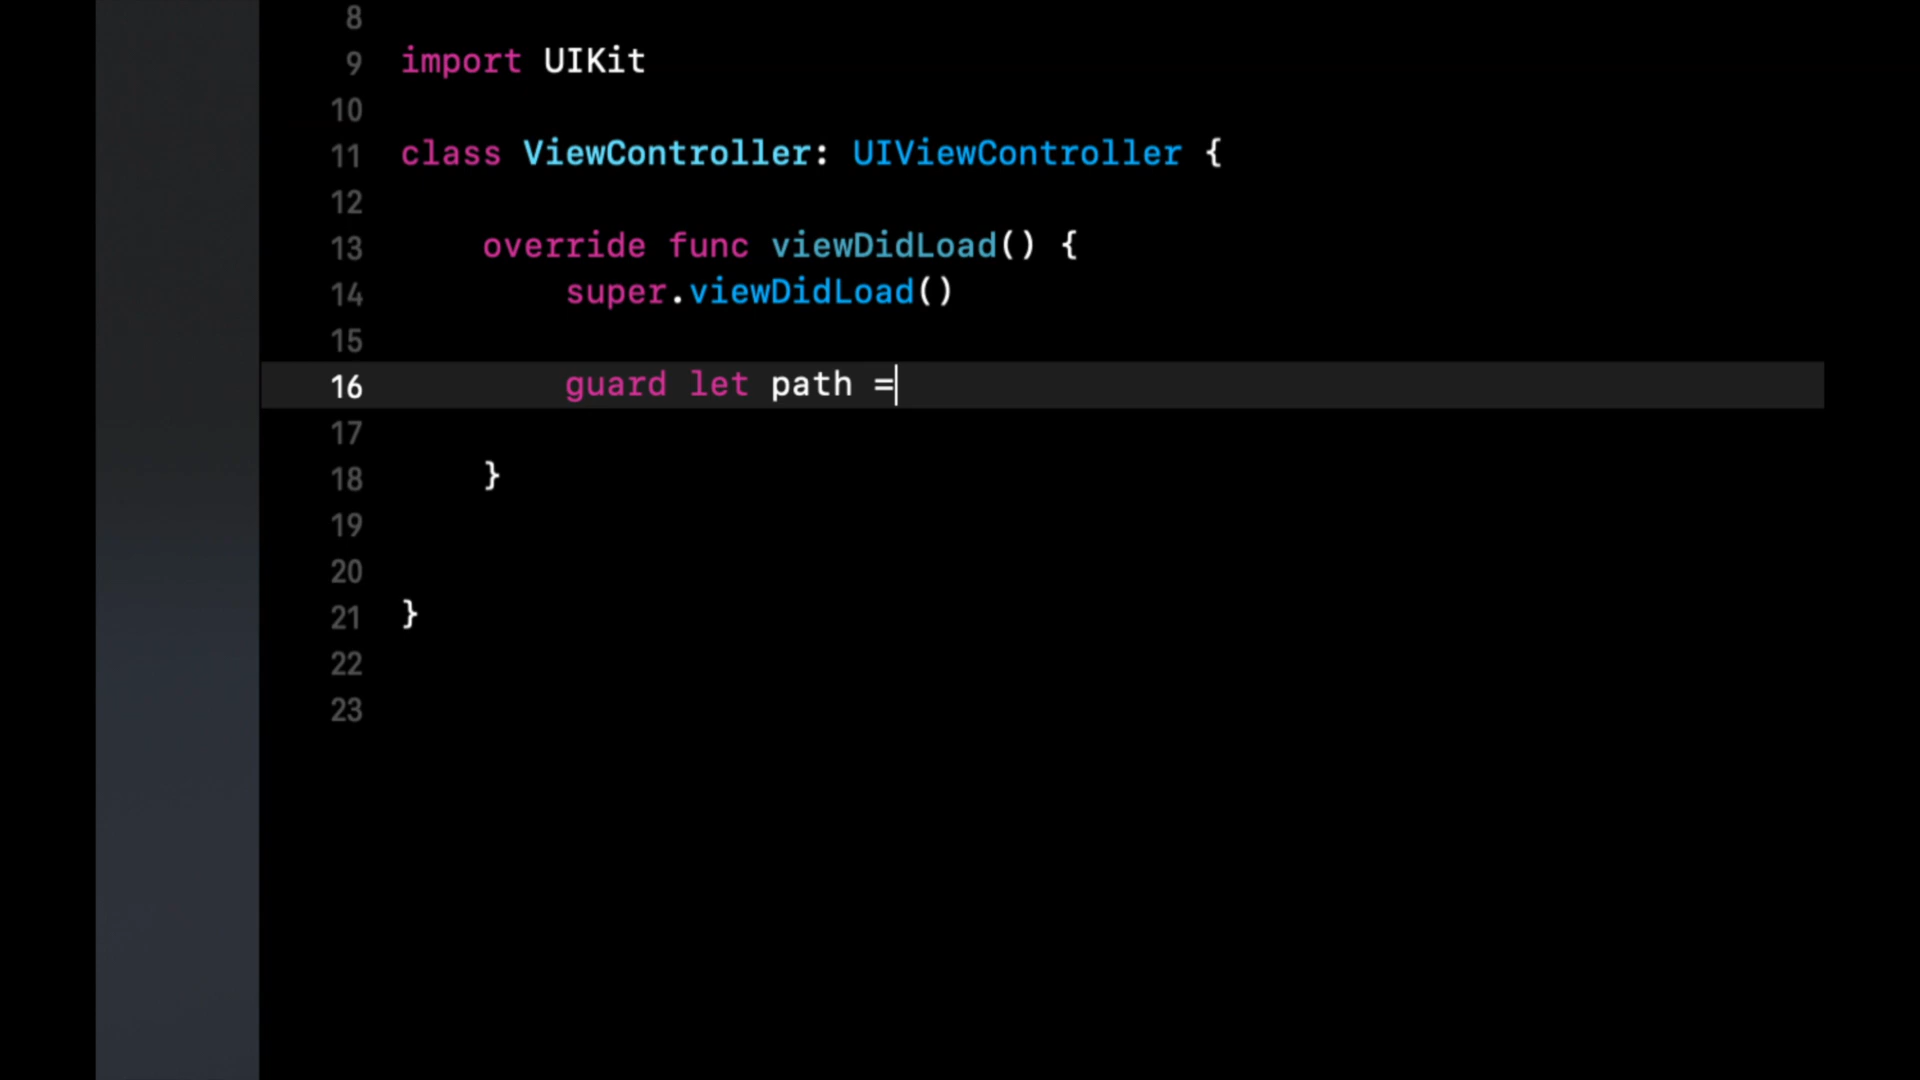 8
9 import UIKit
10
11 class ViewController: UIViewController {
12
13 override func viewDidLoad() {
14 super.viewDidLoad()
15
16 guard let path =
17
18 }
19
20
21 }
22
23